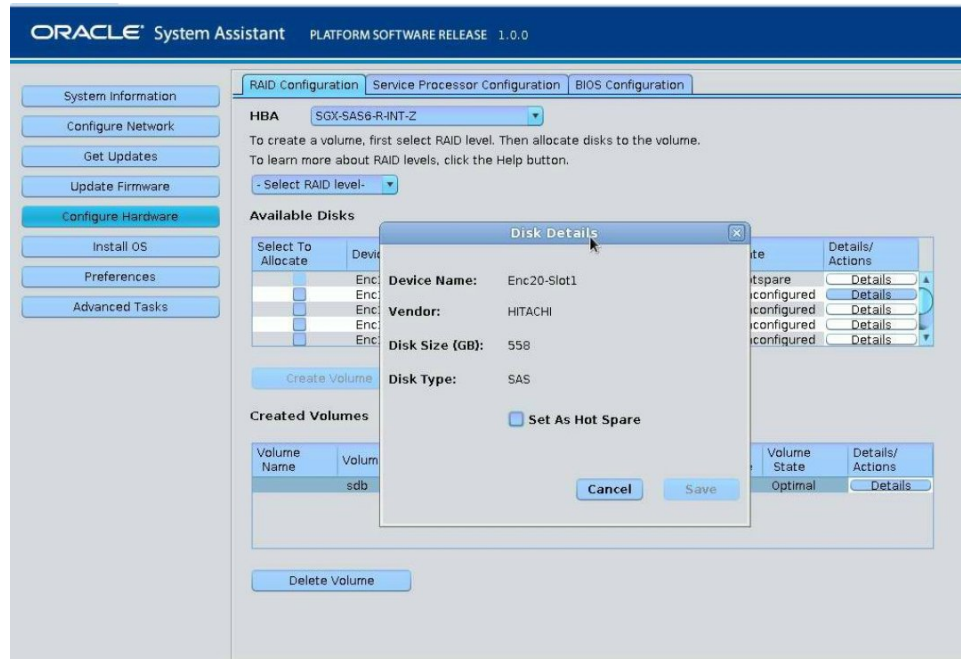 ORACLE® System Assistant PLATFORM SOFTWARE RELEASE 1.0.0
System Information
Configure Network
Get Updates
Update Firmware
Configure Hardware
Install OS
Preferences
Advanced Tasks
RAID Configuration Service Processor Configuration BIOS Configuration
HBA SGX-SAS6-R-INT-Z
To create a volume, first select RAID level. Then allocate disks to the volume.
To learn more about RAID levels, click the Help button.
- Select RAID level-
Available Disks
Select To
Allocate
Details/
Actions
Details
Details
Details
Details
Details
Create Volume
Disk Details
Device Name: Enc20-Slot1
Vendor: HITACHI
Disk Size (GB): 558
Disk Type: SAS
Set As Hot Spare
Cancel Save
Created Volumes
Volume
Name
Volum
Volume
State
Details/
Actions
sdb Optimal Details
Delete Volume